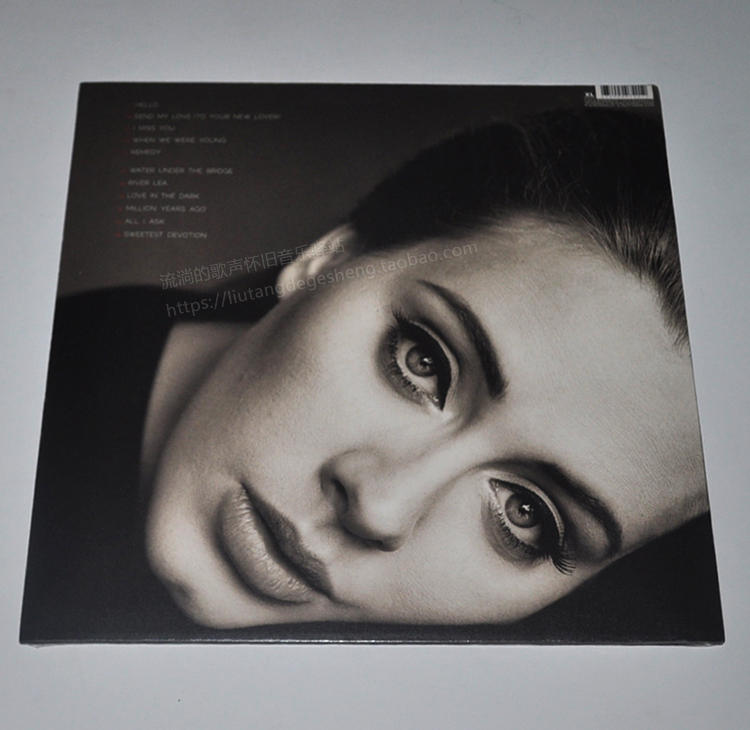 HELLO
SEND MY LOVE (TO YOUR NEW LOVER)
I MISS YOU
WHEN WE WERE YOUNG
REMEDY
WATER UNDER THE BRIDGE
RIVER LEA
LOVE IN THE DARK
MILLION YEARS AGO
ALL I ASK
SWEETEST DEVOTION
流淌的歌声怀旧音乐
https://liutangdegesheng.taobao.com